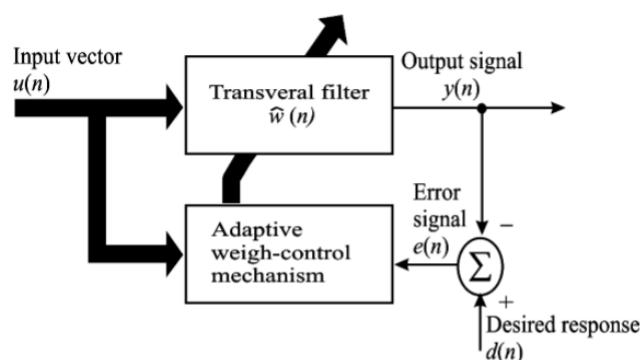 Input vector
u(n)
Transveral filter
ŵ (n)
Output signal
y(n)
Adaptive
weigh-control
mechanism
Error
signal
e(n)
−
Σ
+
Desired response
d(n)